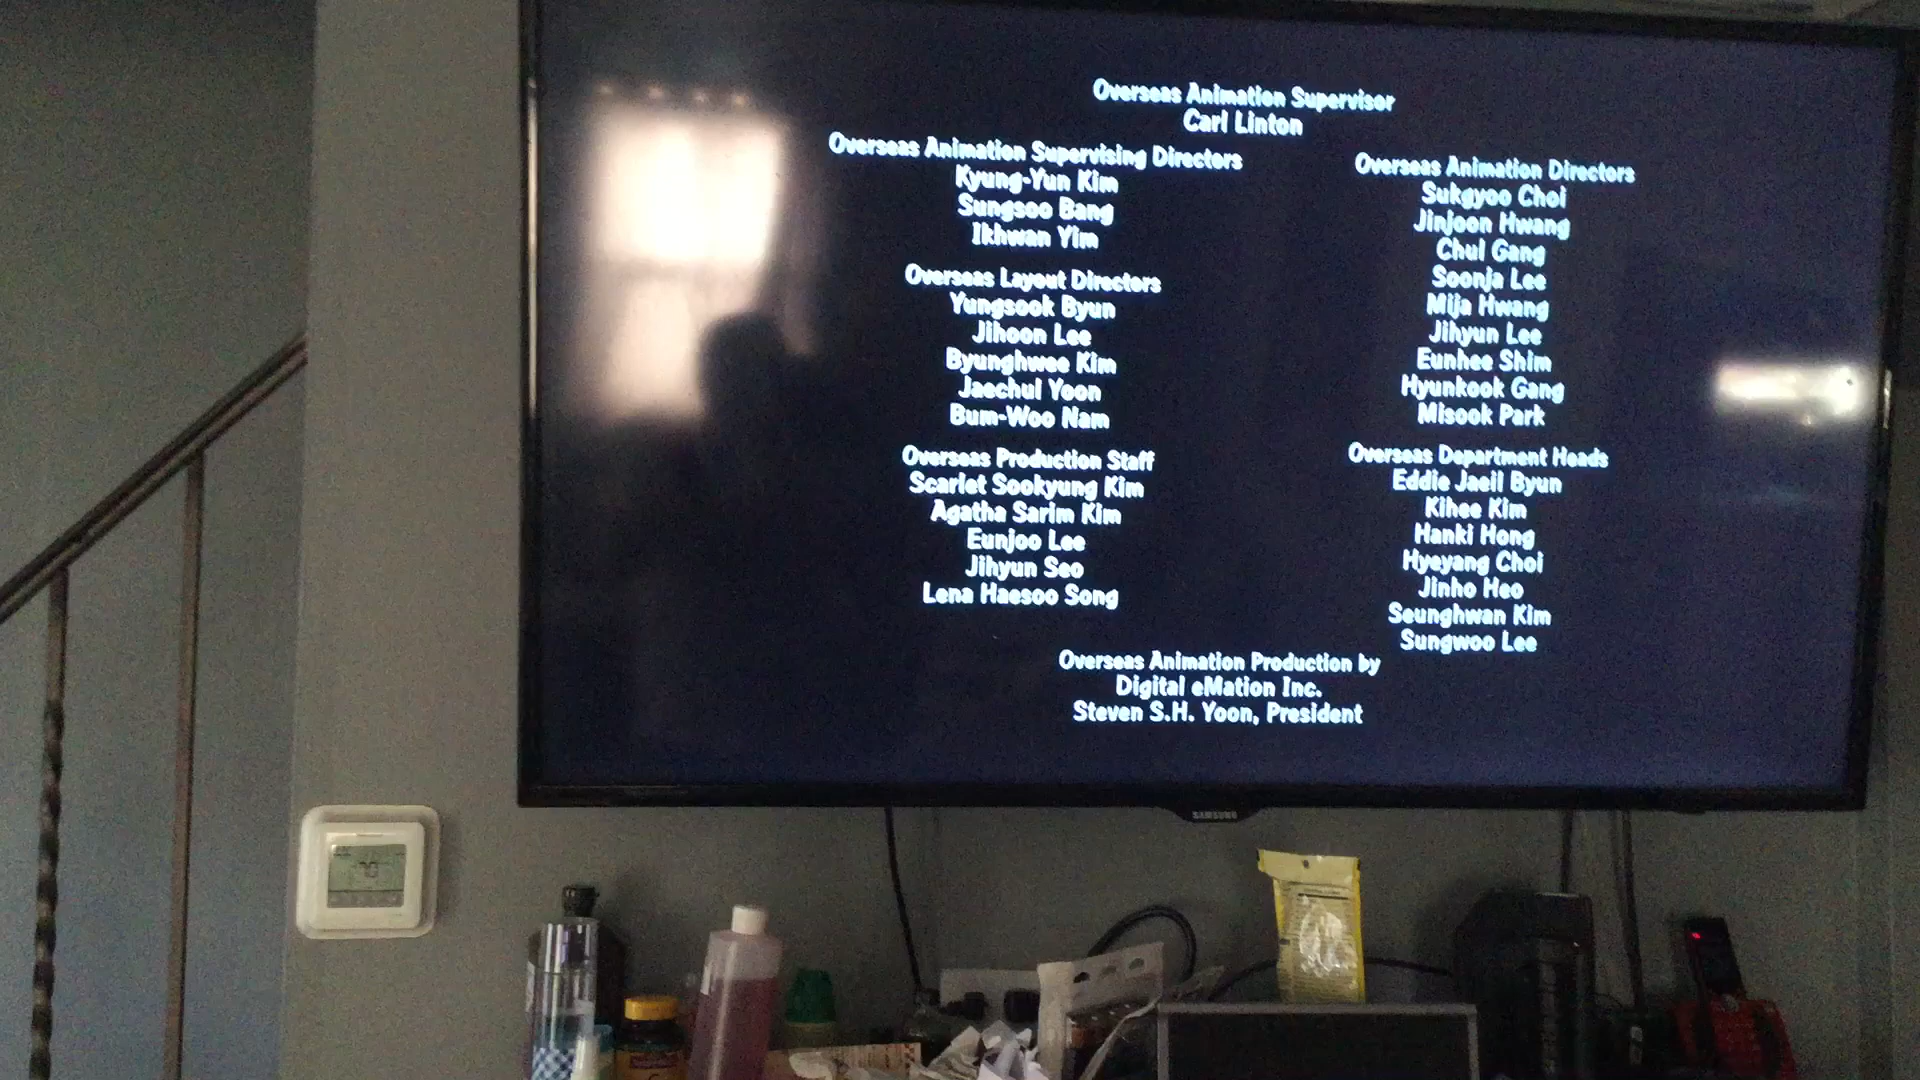 Overseas Animation Supervisor
Carl Linton
Overseas Animation Supervising Directors
Kyung-Yun Kim
Sungsoo Bang
Ikhwan Yim
Overseas Layout Directors
Yungsook Byun
Jihoon Lee
Byunghwee Kim
Jaechul Yoon
Bum-Woo Nam
Overseas Production Staff
Scarlet Sookyung Kim
Agatha Sarim Kim
Eunjoo Lee
Jihyun Seo
Lena Haesoo Song
Overseas Animation Directors
Sukgyoo Choi
Jinjoon Hwang
Chul Gang
Soonja Lee
Mija Hwang
Jihyun Lee
Eunhee Shim
Hyunkook Gang
Misook Park
Overseas Department Heads
Eddie Jaeil Byun
Kihee Kim
Hanki Hong
Hyeyang Choi
Jinho Heo
Seunghwan Kim
Sungwoo Lee
Overseas Animation Production by
Digital eMation Inc.
Steven S.H. Yoon, President
SAMSUNG
70